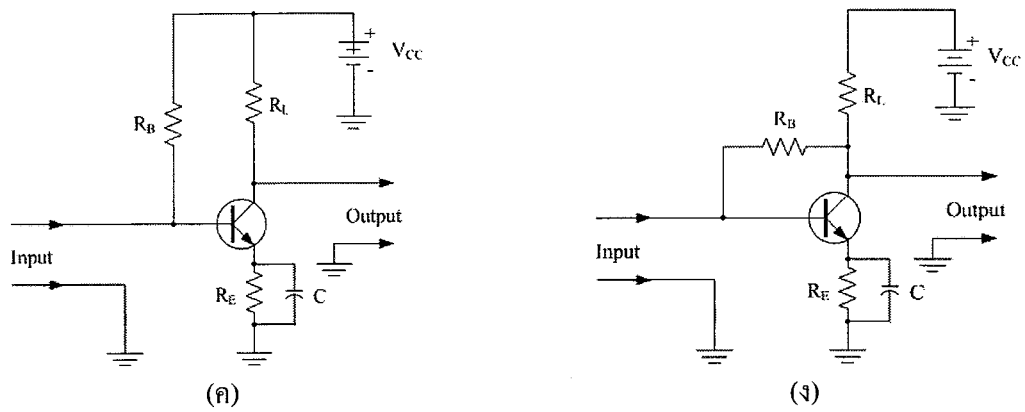 +
V_CC
-
R_L
R_B
Output
Input
R_E
C
(ค)
+
V_CC
-
R_L
R_B
Output
Input
R_E
C
(ง)